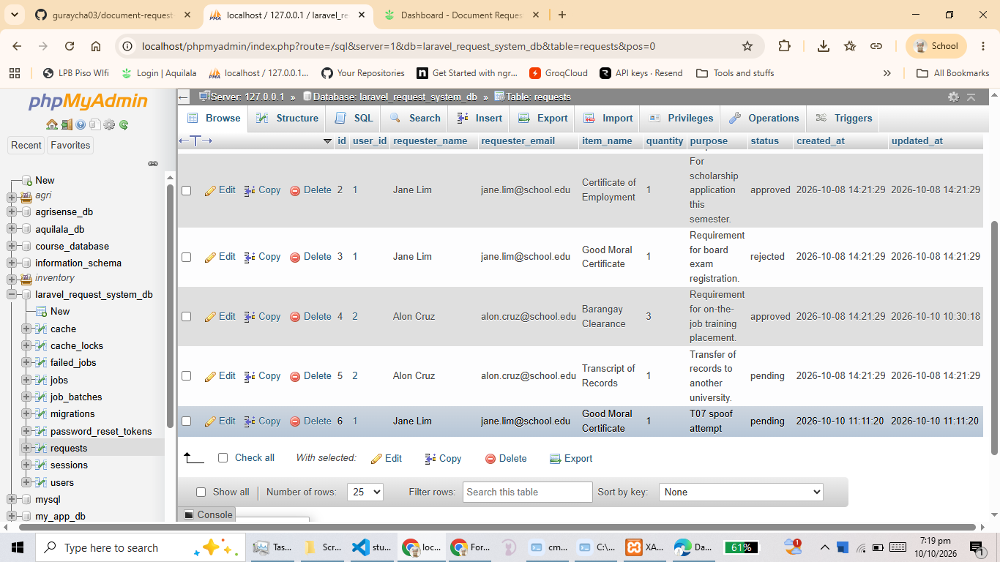 guraycha03/document-request
localhost / 127.0.0.1 / laravel_re
Dashboard - Document Reques
localhost/phpmyadmin/index.php?route=/sql&server=1&db=laravel_request_system_db&table=requests&pos=0
School
LPB Piso WIfi
Login | Aquilala
localhost / 127.0.0.1...
Your Repositories
Get Started with ngr...
GroqCloud
API keys · Resend
Tools and stuffs
All Bookmarks
phpMyAdmin
Recent
Favorites
New
agri
agrisense_db
aquilala_db
course_database
information_schema
inventory
laravel_request_system_db
New
cache
cache_locks
failed_jobs
jobs
job_batches
migrations
password_reset_tokens
requests
sessions
users
mysql
my_app_db
Server: 127.0.0.1 » Database: laravel_request_system_db » Table: requests
Browse Structure SQL Search Insert Export Import Privileges Operations Triggers
id user_id requester_name requester_email item_name quantity purpose status created_at updated_at
Edit Copy Delete 2 1 Jane Lim jane.lim@school.edu Certificate of Employment 1 For scholarship application this semester. approved 2026-10-08 14:21:29 2026-10-08 14:21:29
Edit Copy Delete 3 1 Jane Lim jane.lim@school.edu Good Moral Certificate 1 Requirement for board exam registration. rejected 2026-10-08 14:21:29 2026-10-08 14:21:29
Edit Copy Delete 4 2 Alon Cruz alon.cruz@school.edu Barangay Clearance 3 Requirement for on-the-job training placement. approved 2026-10-08 14:21:29 2026-10-10 10:30:18
Edit Copy Delete 5 2 Alon Cruz alon.cruz@school.edu Transcript of Records 1 Transfer of records to another university. pending 2026-10-08 14:21:29 2026-10-08 14:21:29
Edit Copy Delete 6 1 Jane Lim jane.lim@school.edu Good Moral Certificate 1 T07 spoof attempt pending 2026-10-10 11:11:20 2026-10-10 11:11:20
Check all With selected: Edit Copy Delete Export
Show all Number of rows: 25 Filter rows: Search this table Sort by key: None
Console
Type here to search
Tas...
Scr...
stu...
loc...
For...
cm...
C:\...
XA...
Da...
61%
1
7:19 pm
10/10/2026
1